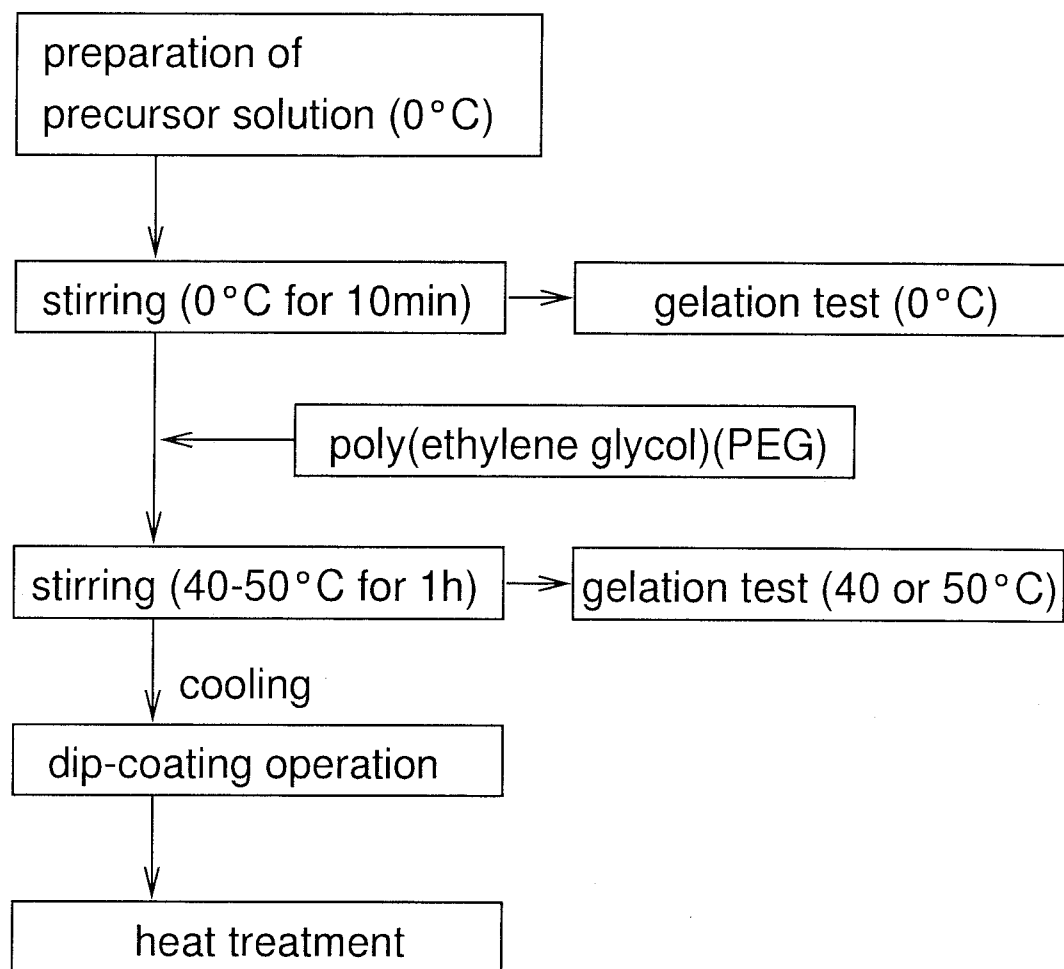 preparation of
precursor solution (0°C)
stirring (0°C for 10min)
gelation test (0°C)
poly(ethylene glycol)(PEG)
stirring (40-50°C for 1h)
gelation test (40 or 50°C)
cooling
dip-coating operation
heat treatment